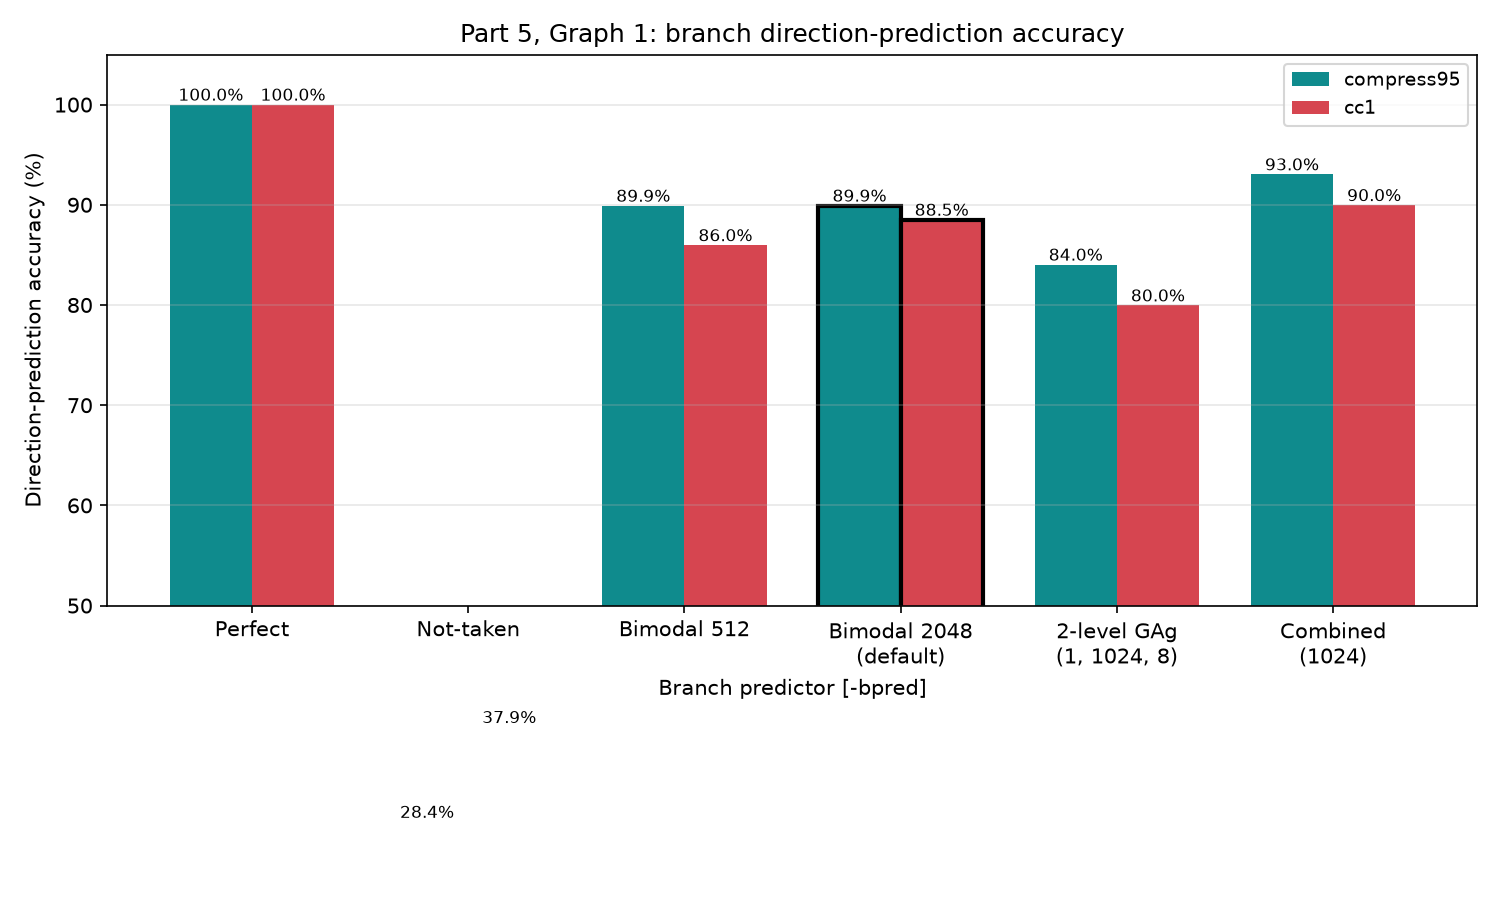 Part 5, Graph 1: branch direction-prediction accuracy
compress95
cc1
Direction-prediction accuracy (%)
100
90
80
70
60
50
100.0%
100.0%
89.9%
86.0%
89.9%
88.5%
84.0%
80.0%
93.0%
90.0%
Perfect
Not-taken
Bimodal 512
Bimodal 2048
(default)
2-level GAg
(1, 1024, 8)
Combined
(1024)
Branch predictor [-bpred]
37.9%
28.4%